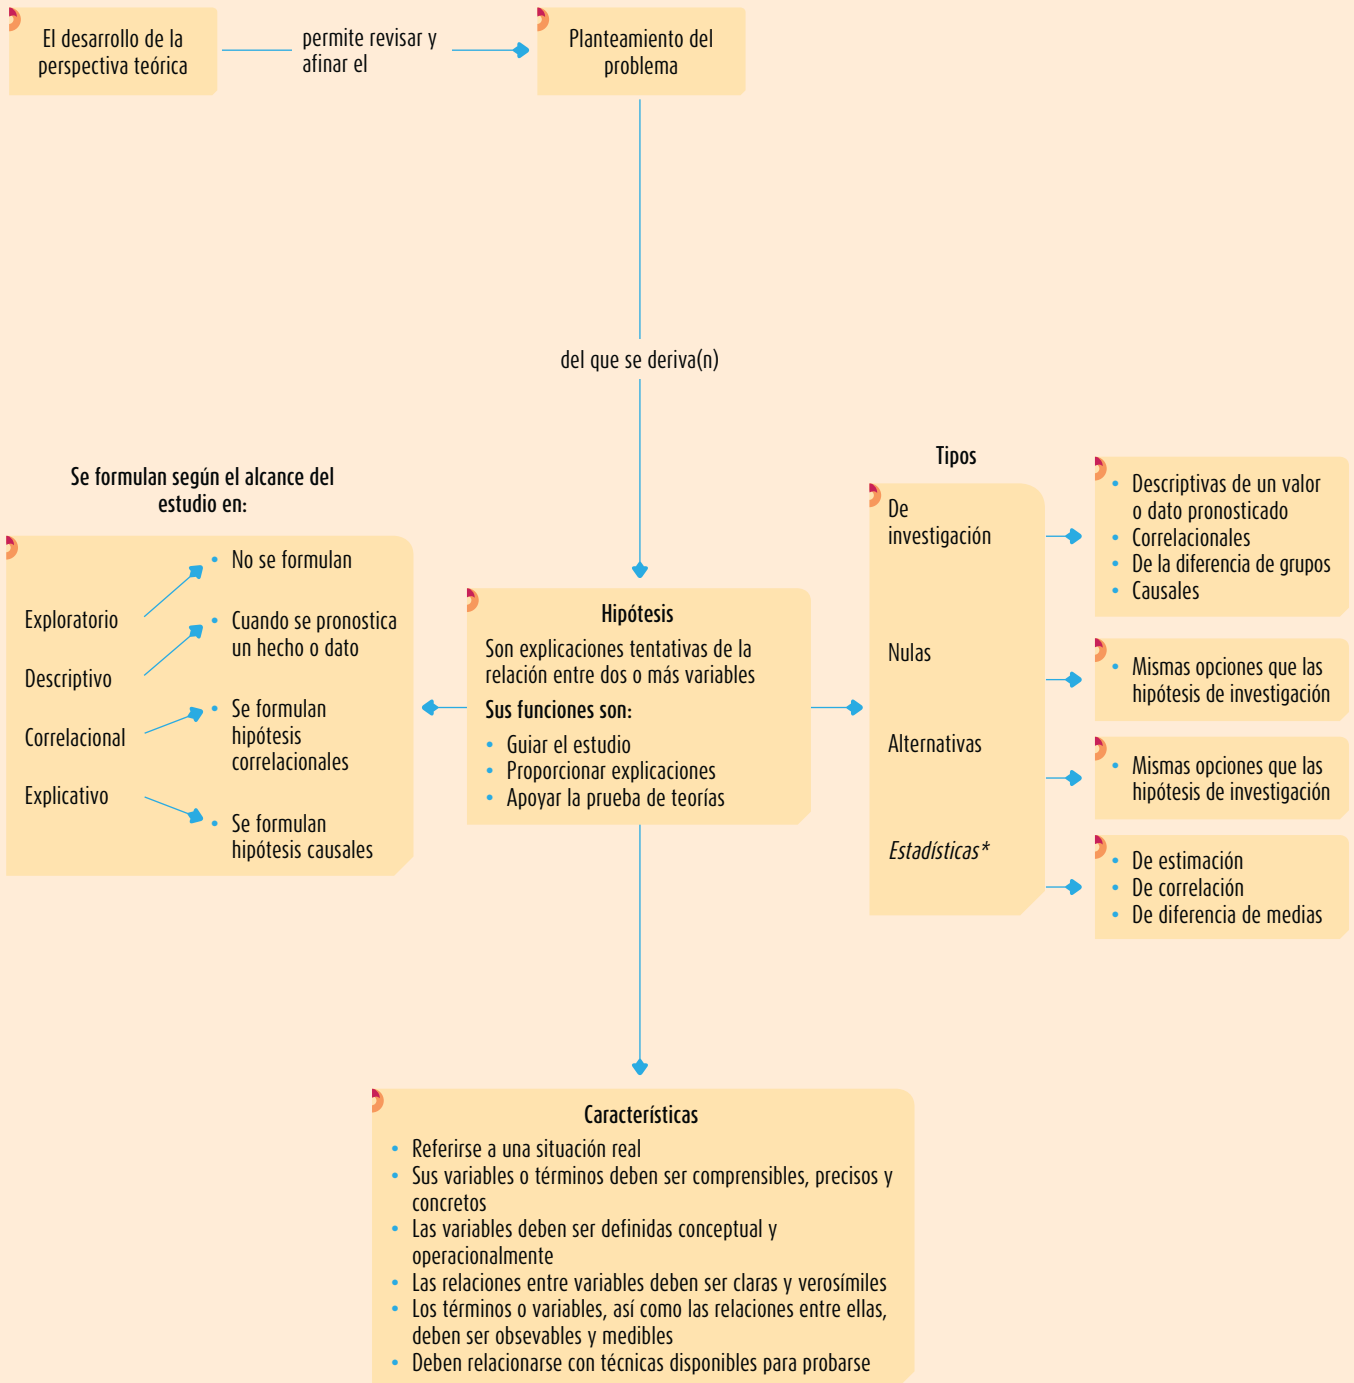 El desarrollo de la
perspectiva teórica
permite revisar y
afinar el
Planteamiento del
problema
del que se deriva(n)
Se formulan según el alcance del
estudio en:
Exploratorio
• No se formulan
Descriptivo
• Cuando se pronostica
un hecho o dato
Correlacional
• Se formulan
hipótesis
correlacionales
Explicativo
• Se formulan
hipótesis causales
Hipótesis
Son explicaciones tentativas de la
relación entre dos o más variables
Sus funciones son:
• Guiar el estudio
• Proporcionar explicaciones
• Apoyar la prueba de teorías
Tipos
De
investigación
• Descriptivas de un valor
o dato pronosticado
• Correlacionales
• De la diferencia de grupos
• Causales
Nulas
• Mismas opciones que las
hipótesis de investigación
Alternativas
• Mismas opciones que las
hipótesis de investigación
Estadísticas*
• De estimación
• De correlación
• De diferencia de medias
Características
• Referirse a una situación real
• Sus variables o términos deben ser comprensibles, precisos y
concretos
• Las variables deben ser definidas conceptual y
operacionalmente
• Las relaciones entre variables deben ser claras y verosímiles
• Los términos o variables, así como las relaciones entre ellas,
deben ser obsevables y medibles
• Deben relacionarse con técnicas disponibles para probarse